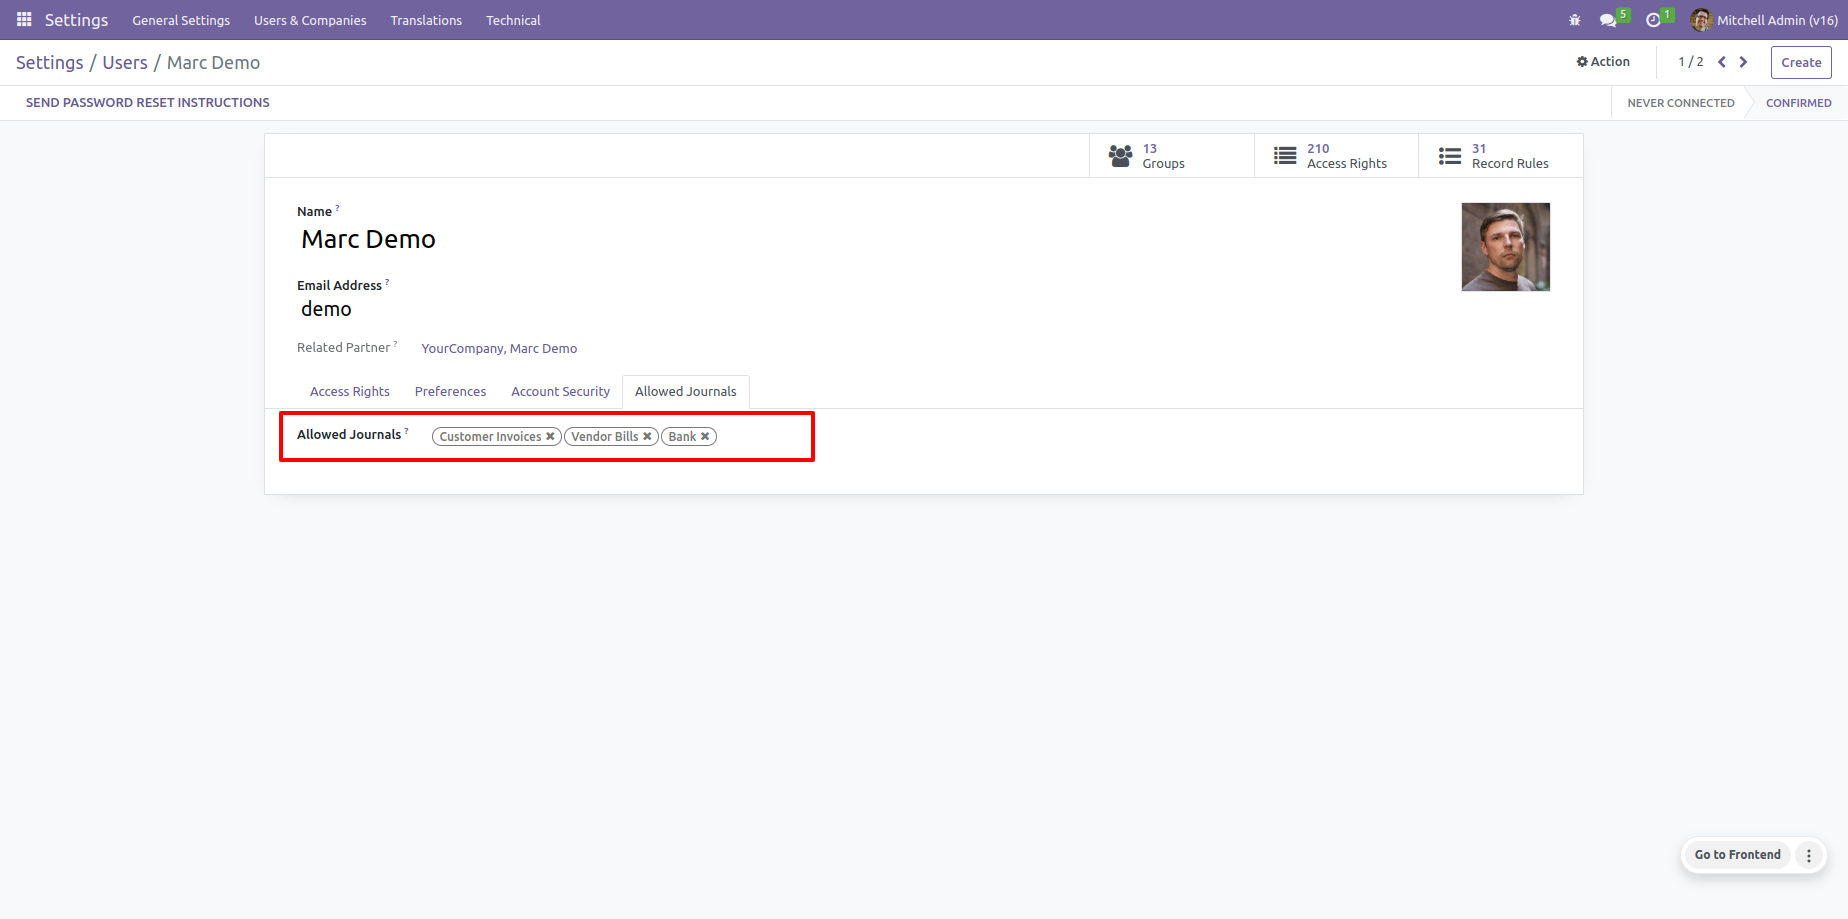 Settings General Settings Users & Companies Translations Technical 5 1 Mitchell Admin (v16)
Settings / Users / Marc Demo Action 1 / 2 Create
SEND PASSWORD RESET INSTRUCTIONS NEVER CONNECTED CONFIRMED
13 210 31
Groups Access Rights Record Rules
Name ?
Marc Demo
Email Address ?
demo
Related Partner ? YourCompany, Marc Demo
Access Rights Preferences Account Security Allowed Journals
Allowed Journals ? Customer Invoices ✖ Vendor Bills ✖ Bank ✖
Go to Frontend